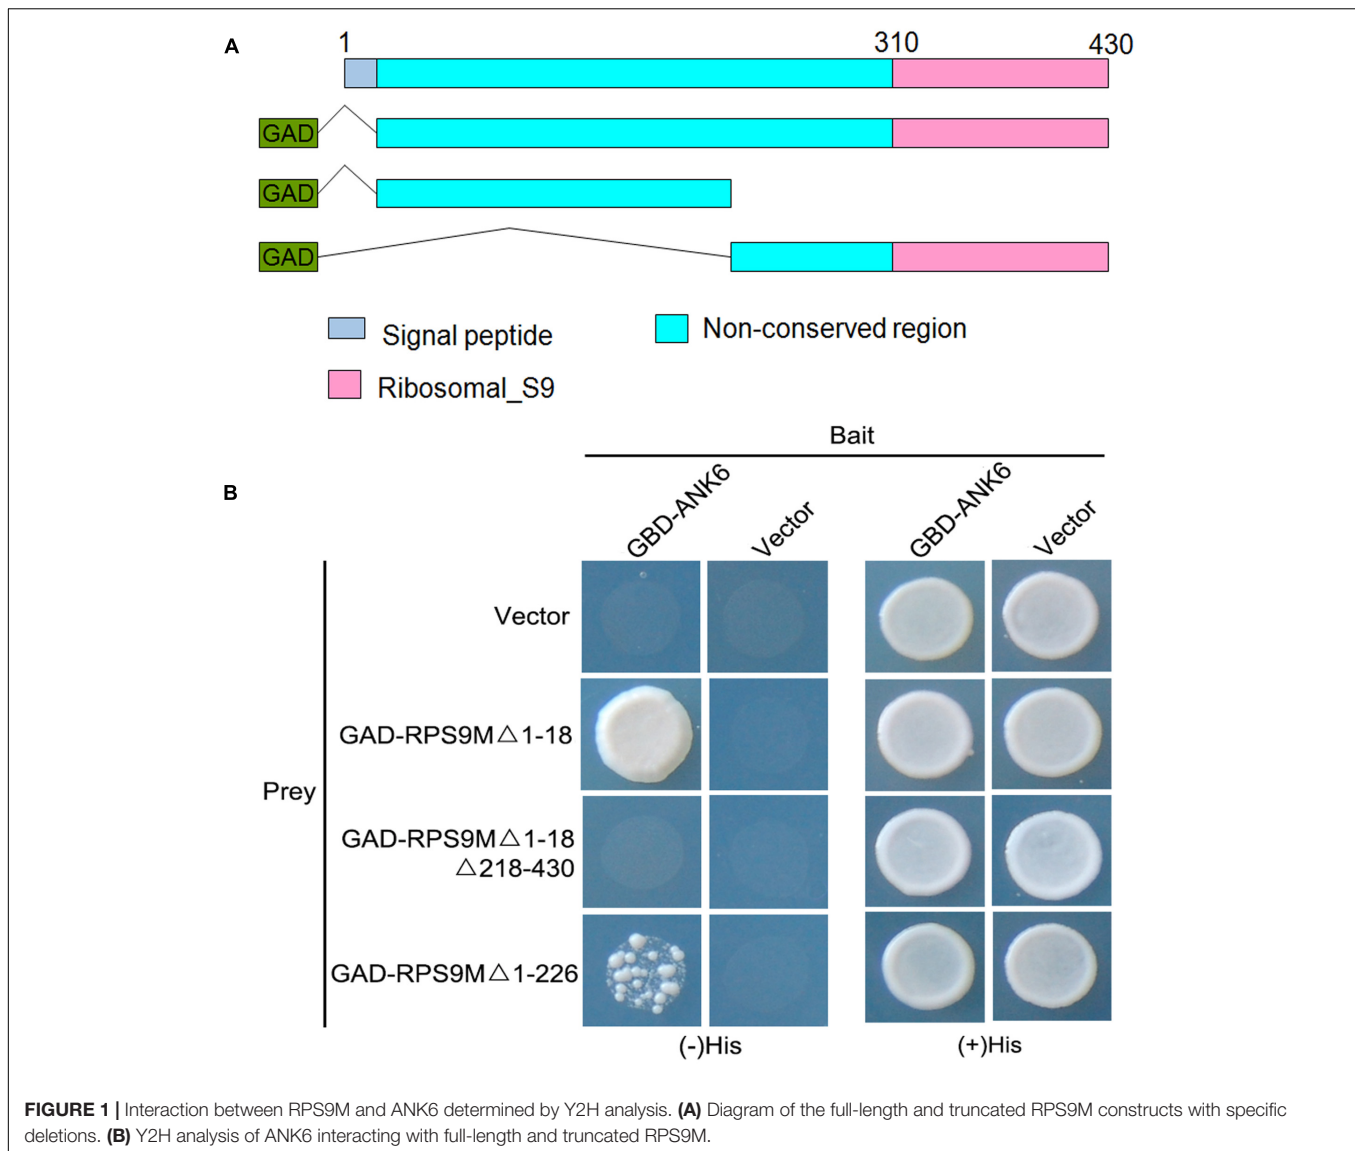 A
1 310 430
GAD
GAD
GAD
Signal peptide
Non-conserved region
Ribosomal_S9
Bait
B
GBD-ANK6 Vector GBD-ANK6 Vector
Vector
GAD-RPS9M△1-18
Prey
GAD-RPS9M△1-18
△218-430
GAD-RPS9M△1-226
(-)His (+)His
FIGURE 1 | Interaction between RPS9M and ANK6 determined by Y2H analysis. (A) Diagram of the full-length and truncated RPS9M constructs with specific
deletions. (B) Y2H analysis of ANK6 interacting with full-length and truncated RPS9M.